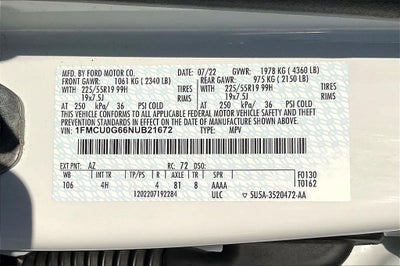 MFD. BY FORD MOTOR CO. 07/22 GVWR: 1978 KG ( 4360 LB)
FRONT GAWR: 1061 KG ( 2340 LB) REAR GAWR: 975 KG ( 2150 LB)
WITH 225/55R19 99H TIRES WITH 225/55R19 99H TIRES
19x7.5J RIMS 19x7.5J RIMS
AT 250 kPa/ 36 PSI COLD AT 250 kPa/ 36 PSI COLD
THIS VEHICLE CONFORMS TO ALL APPLICABLE FEDERAL MOTOR VEHICLE
SAFETY, BUMPER, AND THEFT PREVENTION STANDARDS IN EFFECT ON THE DATE
OF MANUFACTURE SHOWN ABOVE.
VIN: 1FMCU0G66NUB21672 TYPE: MPV
EXT PNT: AZ RC: 72 DSO: F0130
WB INT TR TP/PS R AXLE TR SPR T0162
106 4H 4 81 8 AAAA
1202207192284 ULC 5U5A-3520472-AA